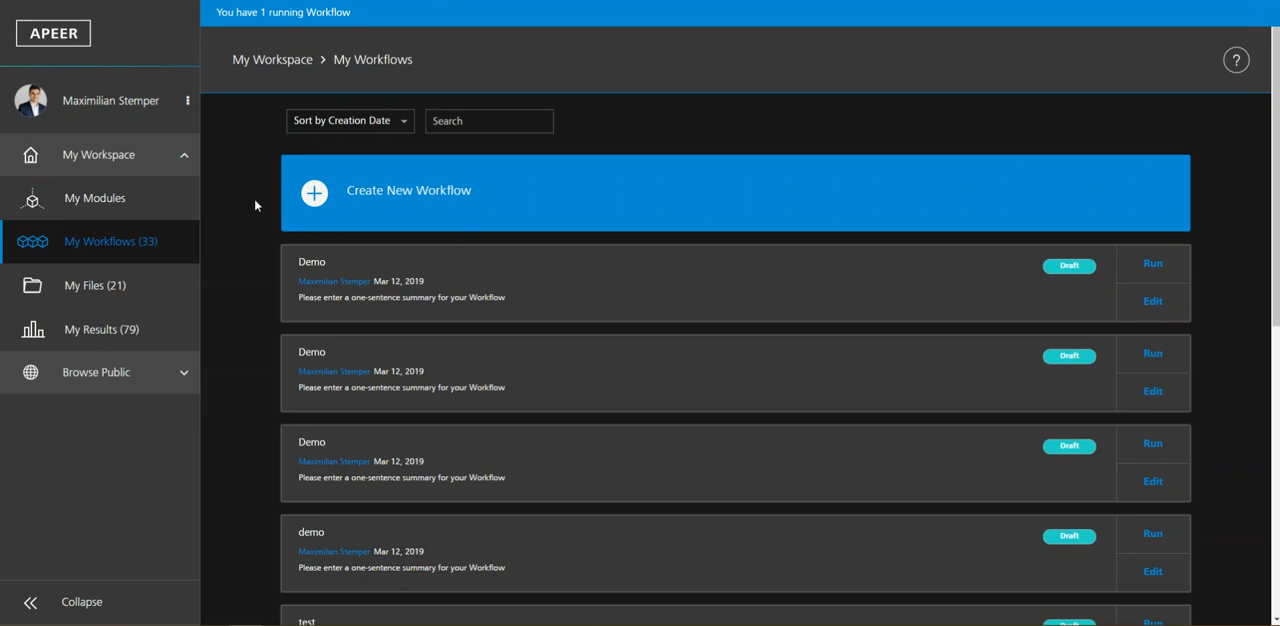 You have 1 running Workflow
APEER
My Workspace > My Workflows
?
Maximilian Stemper
My Workspace
My Modules
My Workflows (33)
My Files (21)
My Results (79)
Browse Public
Collapse
Sort by Creation Date
Search
Create New Workflow
Demo
Maximilian Stemper Mar 12, 2019
Please enter a one-sentence summary for your Workflow
Draft
Run
Edit
Demo
Maximilian Stemper Mar 12, 2019
Please enter a one-sentence summary for your Workflow
Draft
Run
Edit
Demo
Maximilian Stemper Mar 12, 2019
Please enter a one-sentence summary for your Workflow
Draft
Run
Edit
demo
Maximilian Stemper Mar 12, 2019
Please enter a one-sentence summary for your Workflow
Draft
Run
Edit
test
Draft
Run